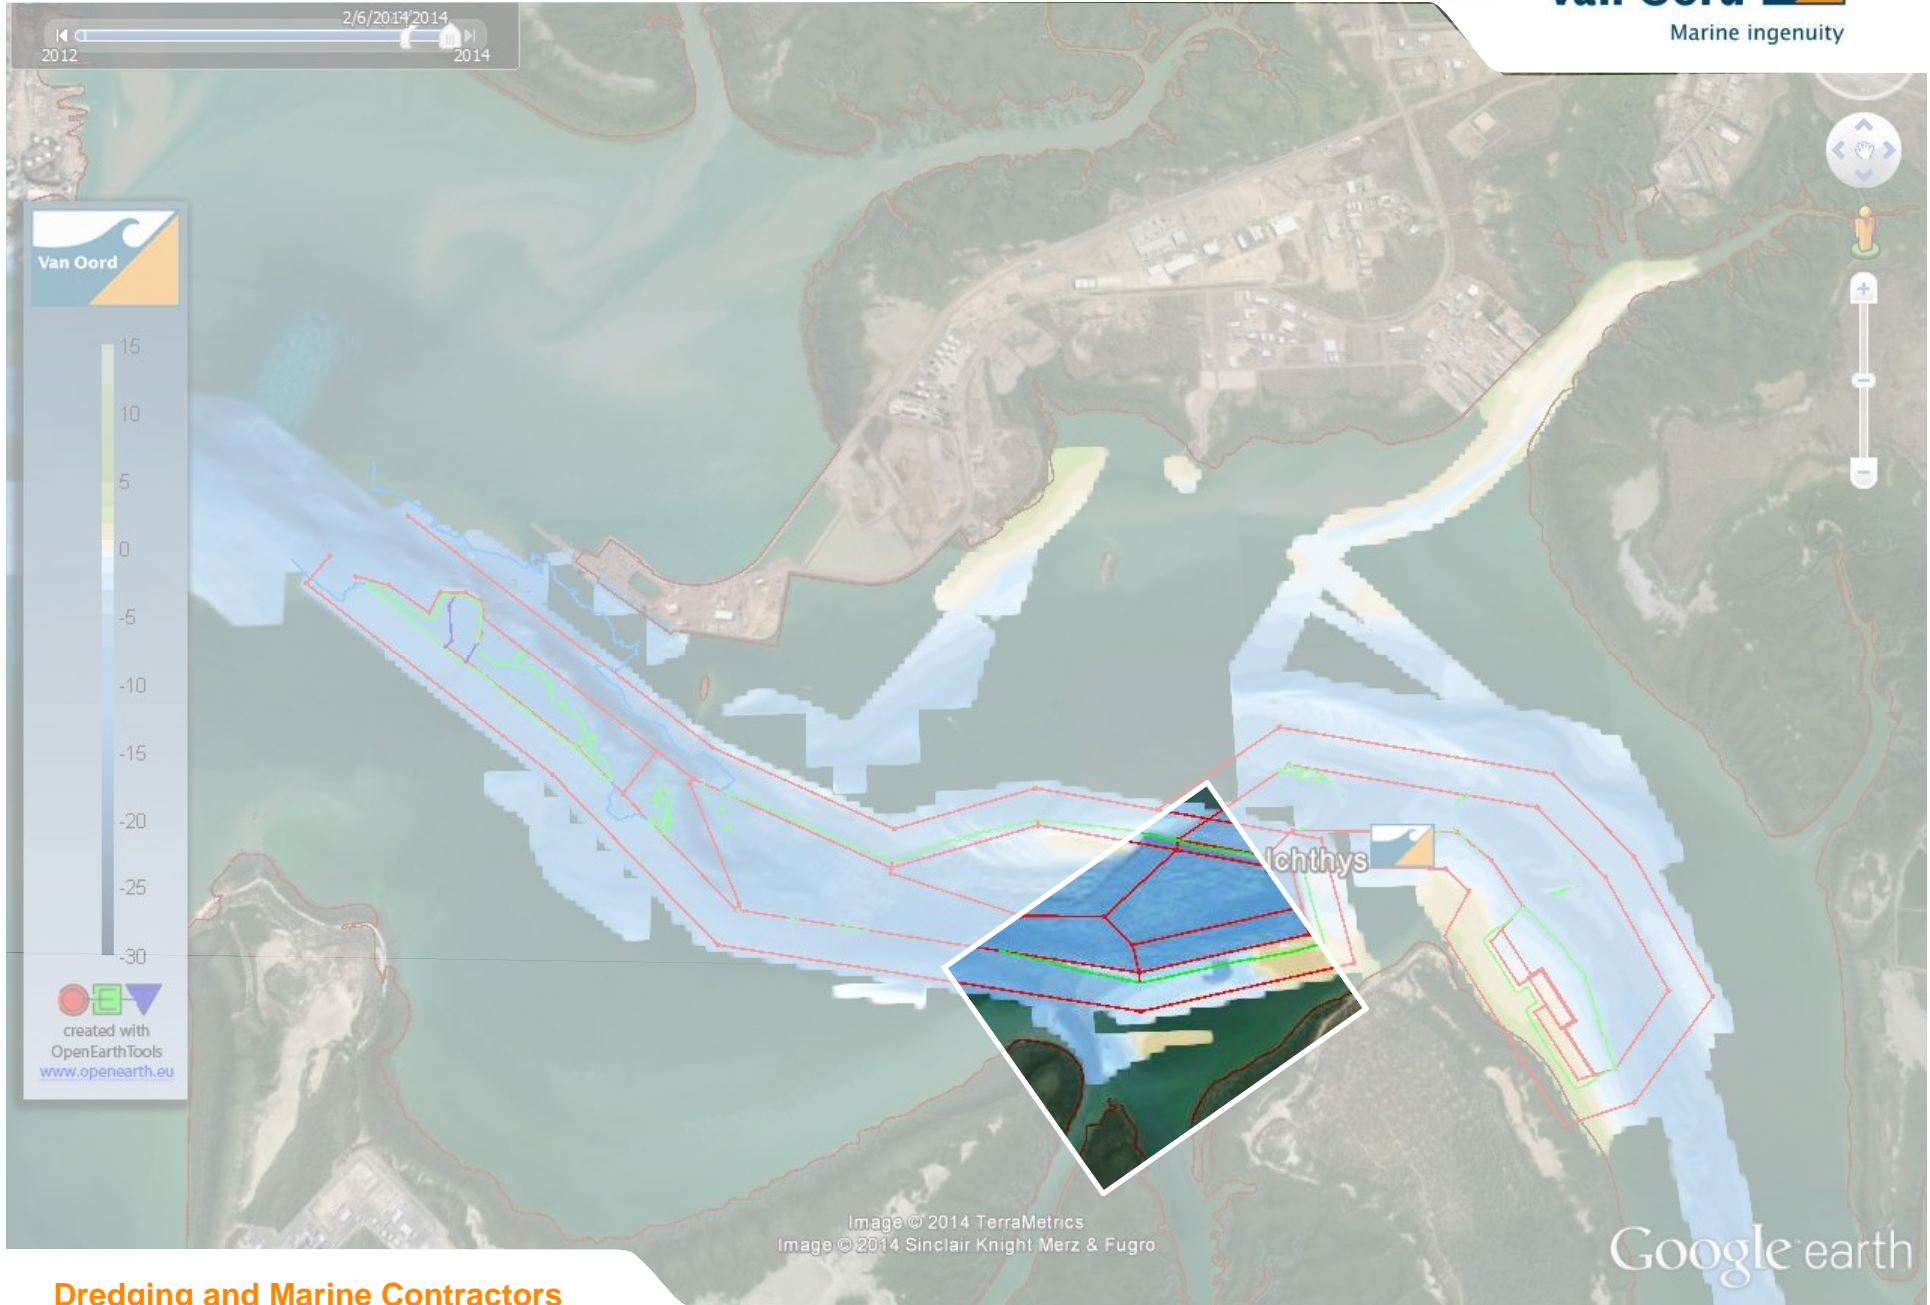 2/6/2014
2014
2012
2014
Van Oord
Marine ingenuity
Van Oord
15
10
5
0
-5
-10
-15
-20
-25
-30
created with
OpenEarthTools
www.openearth.eu
Ichthys
Image © 2014 TerraMetrics
Image © 2014 Sinclair Knight Merz & Fugro
Google earth
Dredging and Marine Contractors